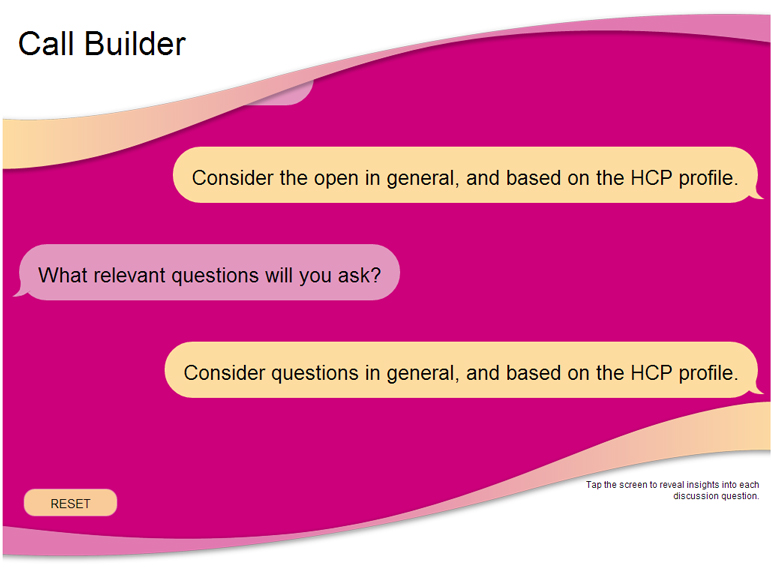 Call Builder
Consider the open in general, and based on the HCP profile.
What relevant questions will you ask?
Consider questions in general, and based on the HCP profile.
RESET
Tap the screen to reveal insights into each
discussion question.